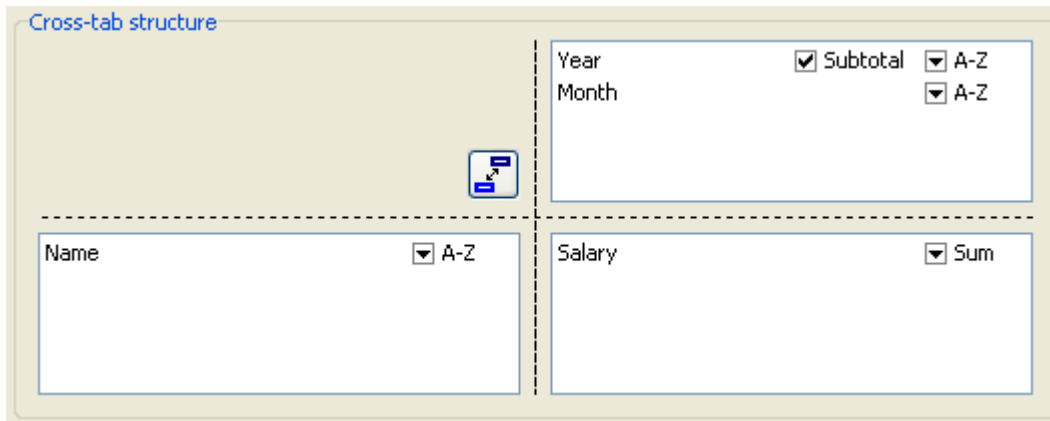 Cross-tab structure
Year Subtotal A-Z
Month A-Z
Name A-Z
Salary Sum